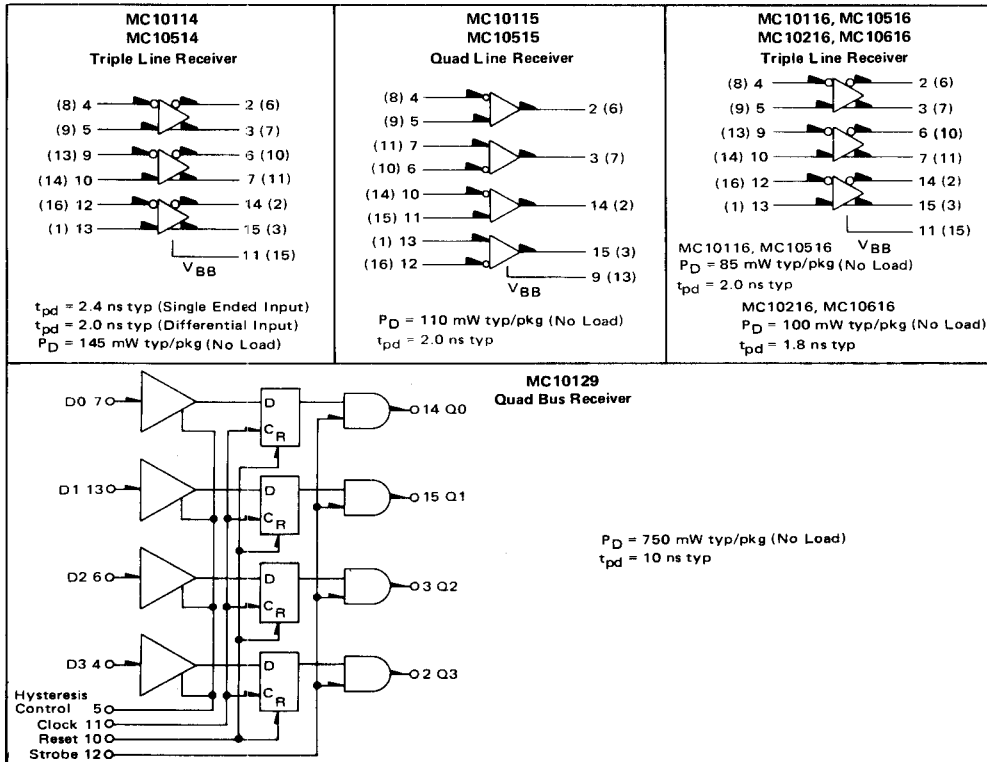 MC10114
MC10514
Triple Line Receiver
(8) 4
2 (6)
(9) 5
3 (7)
(13) 9
6 (10)
(14) 10
7 (11)
(16) 12
14 (2)
(1) 13
15 (3)
11 (15)
VBB
tpd = 2.4 ns typ (Single Ended Input)
tpd = 2.0 ns typ (Differential Input)
PD = 145 mW typ/pkg (No Load)
MC10115
MC10515
Quad Line Receiver
(8) 4
2 (6)
(9) 5
(11) 7
3 (7)
(10) 6
(14) 10
14 (2)
(15) 11
(1) 13
15 (3)
(16) 12
9 (13)
VBB
PD = 110 mW typ/pkg (No Load)
tpd = 2.0 ns typ
MC10116, MC10516
MC10216, MC10616
Triple Line Receiver
(8) 4
2 (6)
(9) 5
3 (7)
(13) 9
6 (10)
(14) 10
7 (11)
(16) 12
14 (2)
(1) 13
15 (3)
11 (15)
VBB
MC10116, MC10516
PD = 85 mW typ/pkg (No Load)
tpd = 2.0 ns typ
MC10216, MC10616
PD = 100 mW typ/pkg (No Load)
tpd = 1.8 ns typ
MC10129
Quad Bus Receiver
D0 7
D
CR
14 Q0
D1 13
D
CR
15 Q1
D2 6
D
CR
3 Q2
D3 4
D
CR
2 Q3
Hysteresis
Control 5
Clock 11
Reset 10
Strobe 12
PD = 750 mW typ/pkg (No Load)
tpd = 10 ns typ